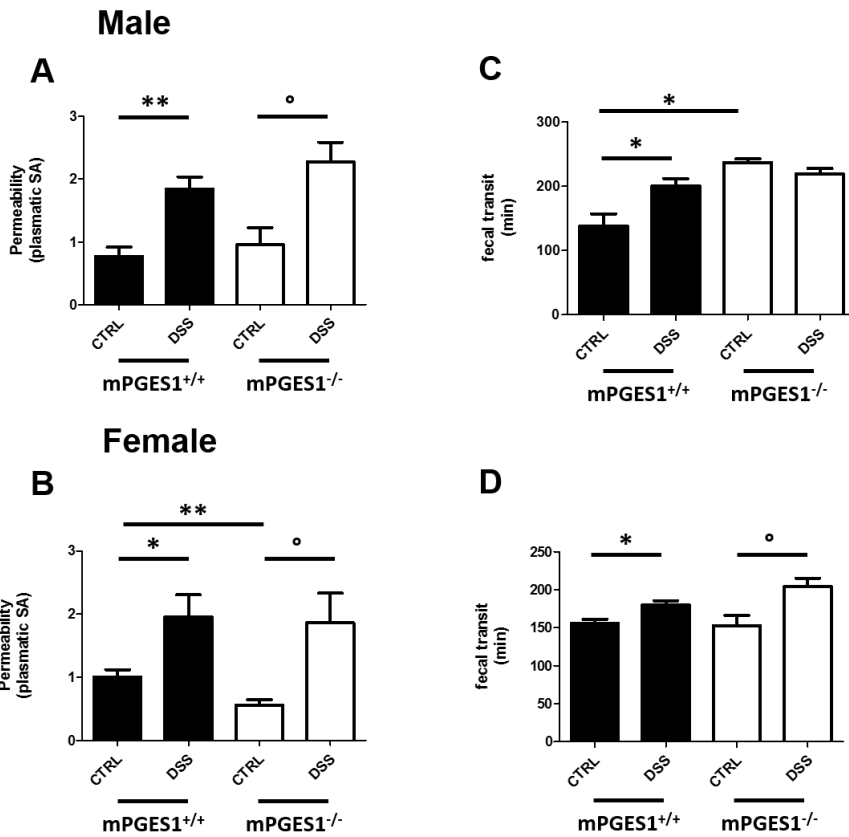 Male
A
** °
3
2
1
0
Permeability
(plasmatic SA)
CTRL DSS CTRL DSS
mPGES1+/+ mPGES1-/-
C
*
*
300
200
100
0
fecal transit
(min)
CTRL DSS CTRL DSS
mPGES1+/+ mPGES1-/-
Female
B
**
* °
3
2
1
0
Permeability
(plasmatic SA)
CTRL DSS CTRL DSS
mPGES1+/+ mPGES1-/-
D
* °
250
200
150
100
50
0
fecal transit
(min)
CTRL DSS CTRL DSS
mPGES1+/+ mPGES1-/-